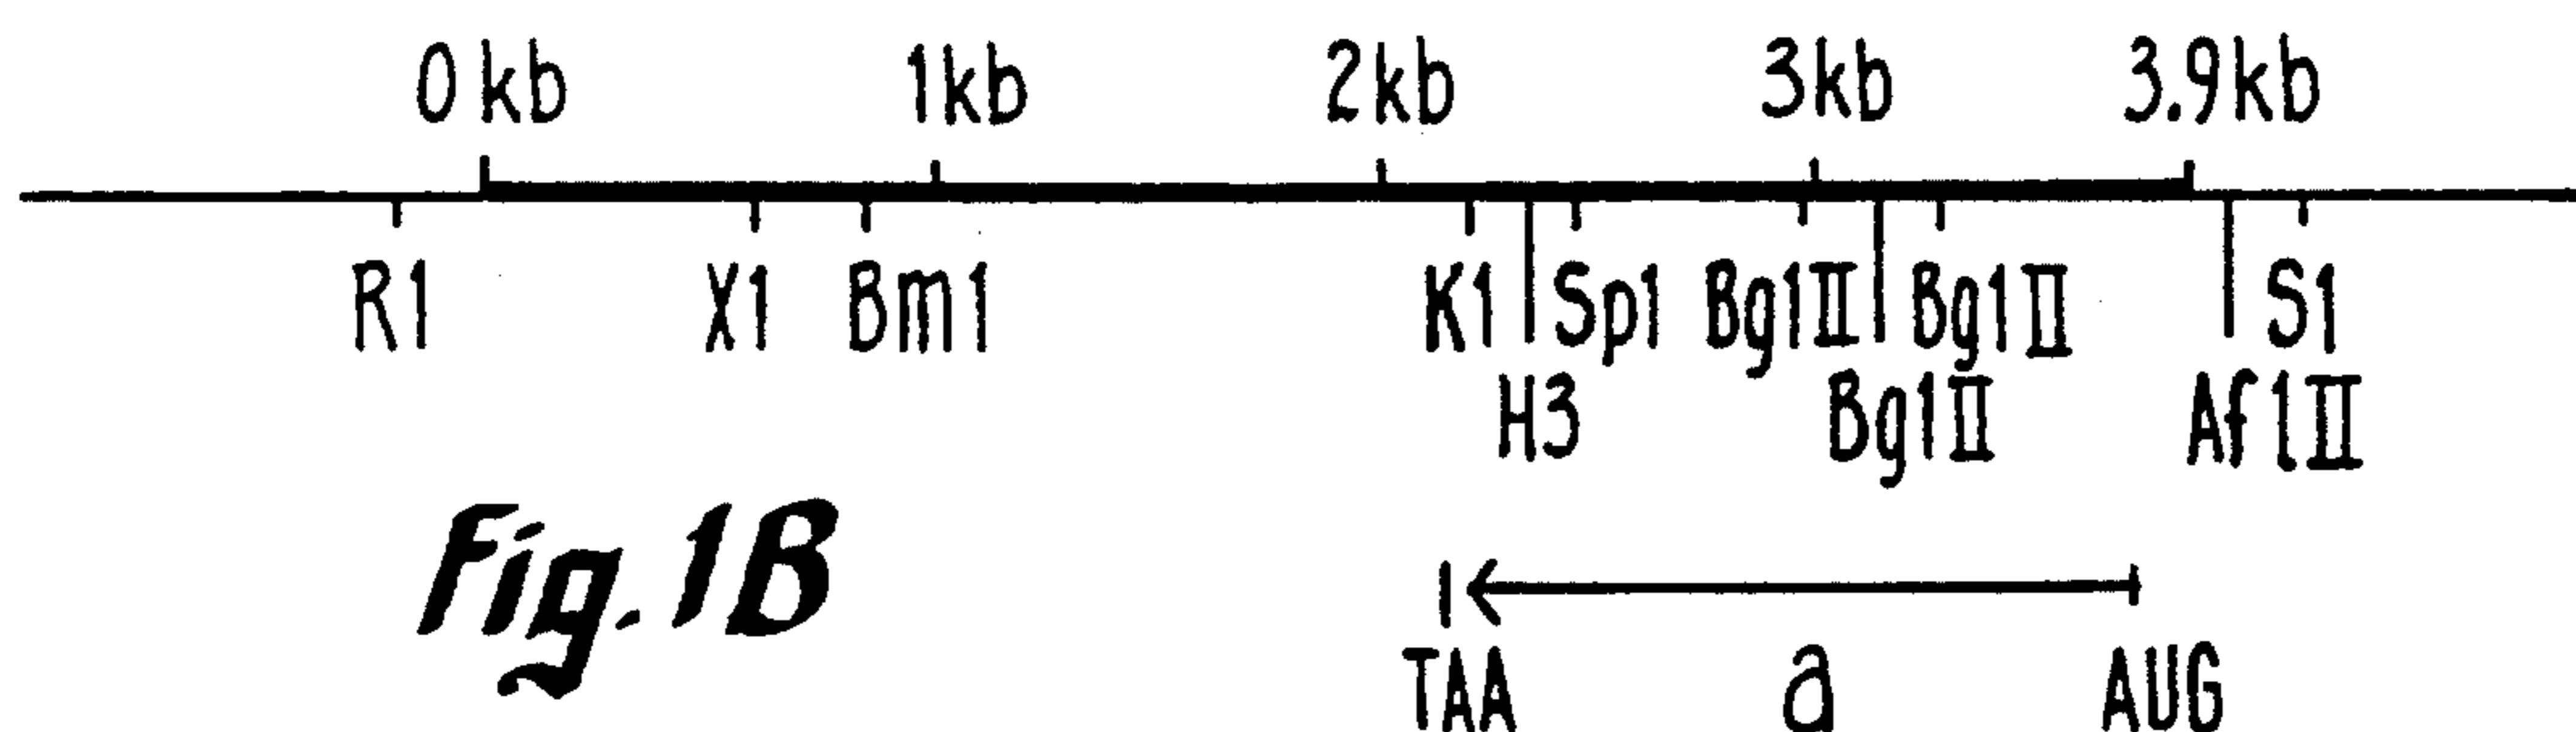 0 kb 1kb 2kb 3kb 3.9kb
R1 X1 Bm1 K1 Sp1 Bg1II Bg1II S1
H3 Bg1II AflII
Fig. 1B
TAA a AUG